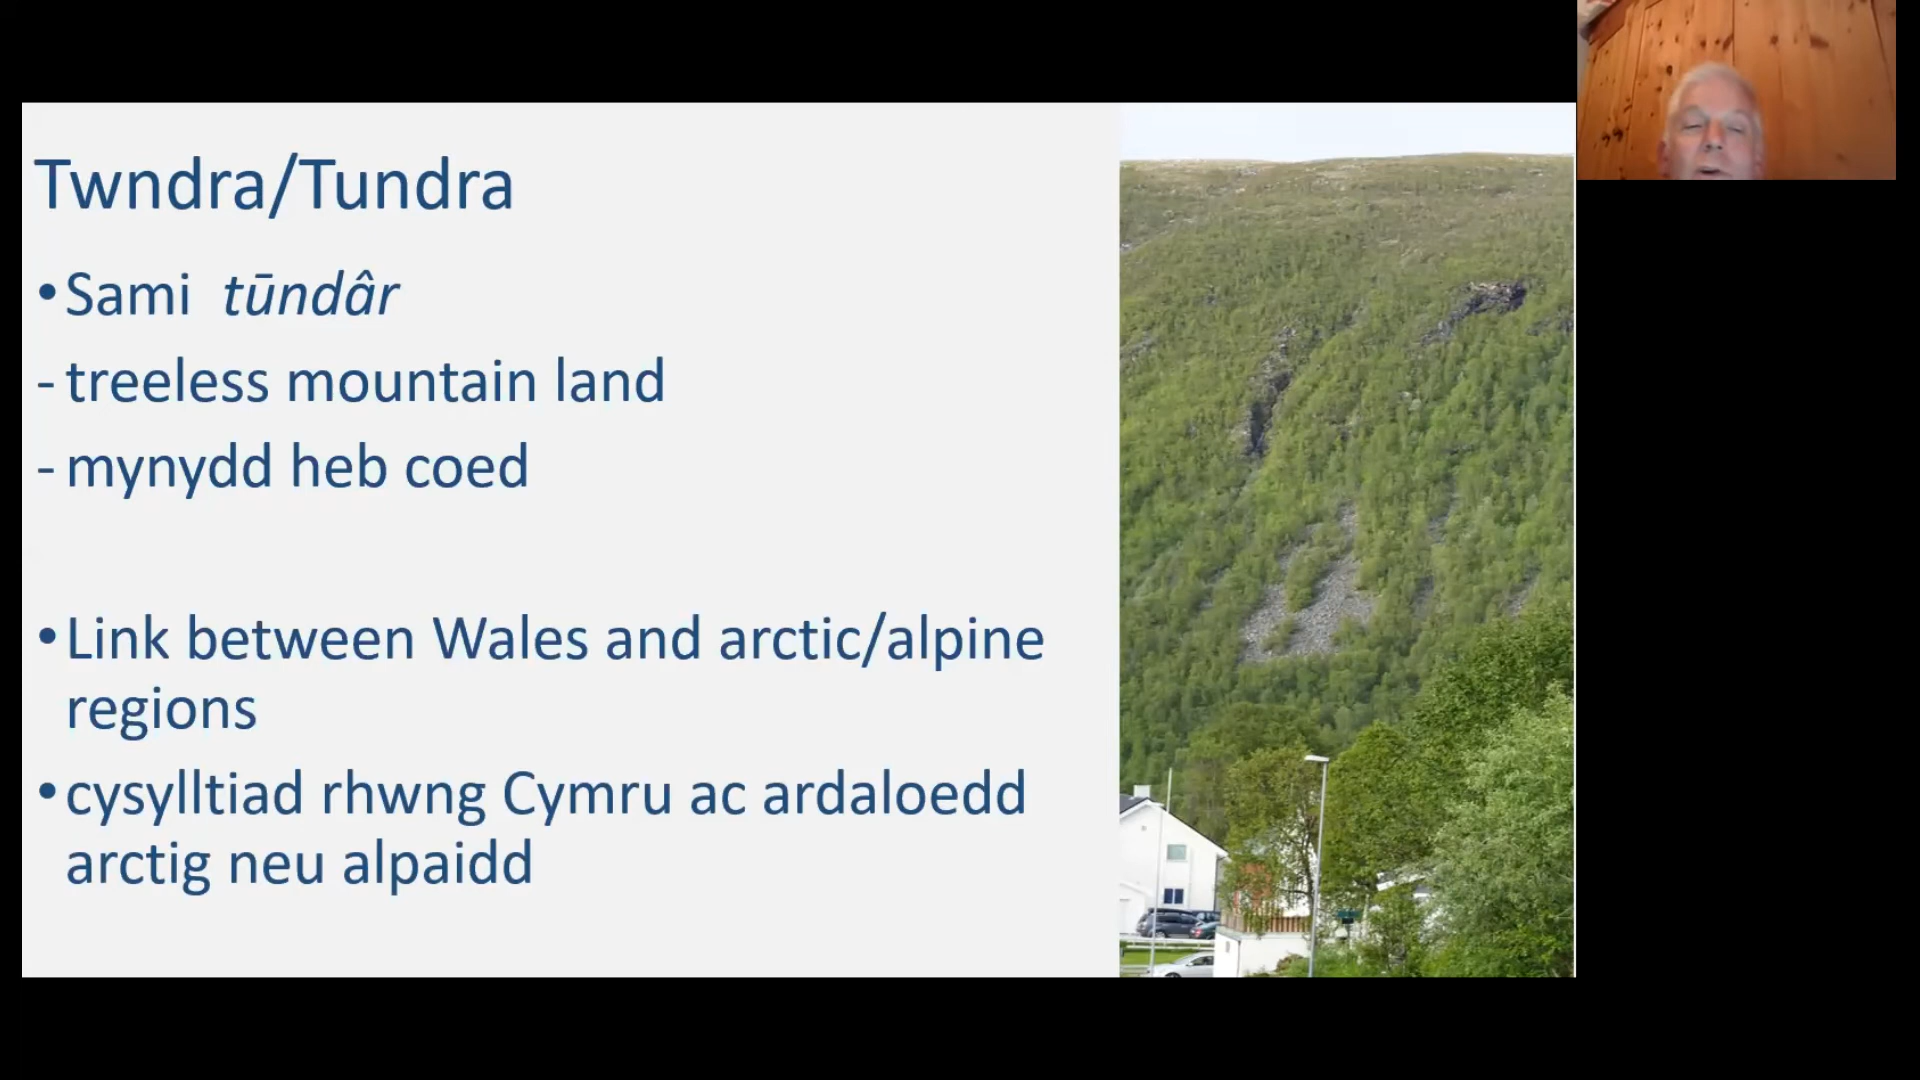 Twndra/Tundra
•Sami tūndâr
- treeless mountain land
- mynydd heb coed
•Link between Wales and arctic/alpine
regions
•cysylltiad rhwng Cymru ac ardaloedd
arctig neu alpaidd